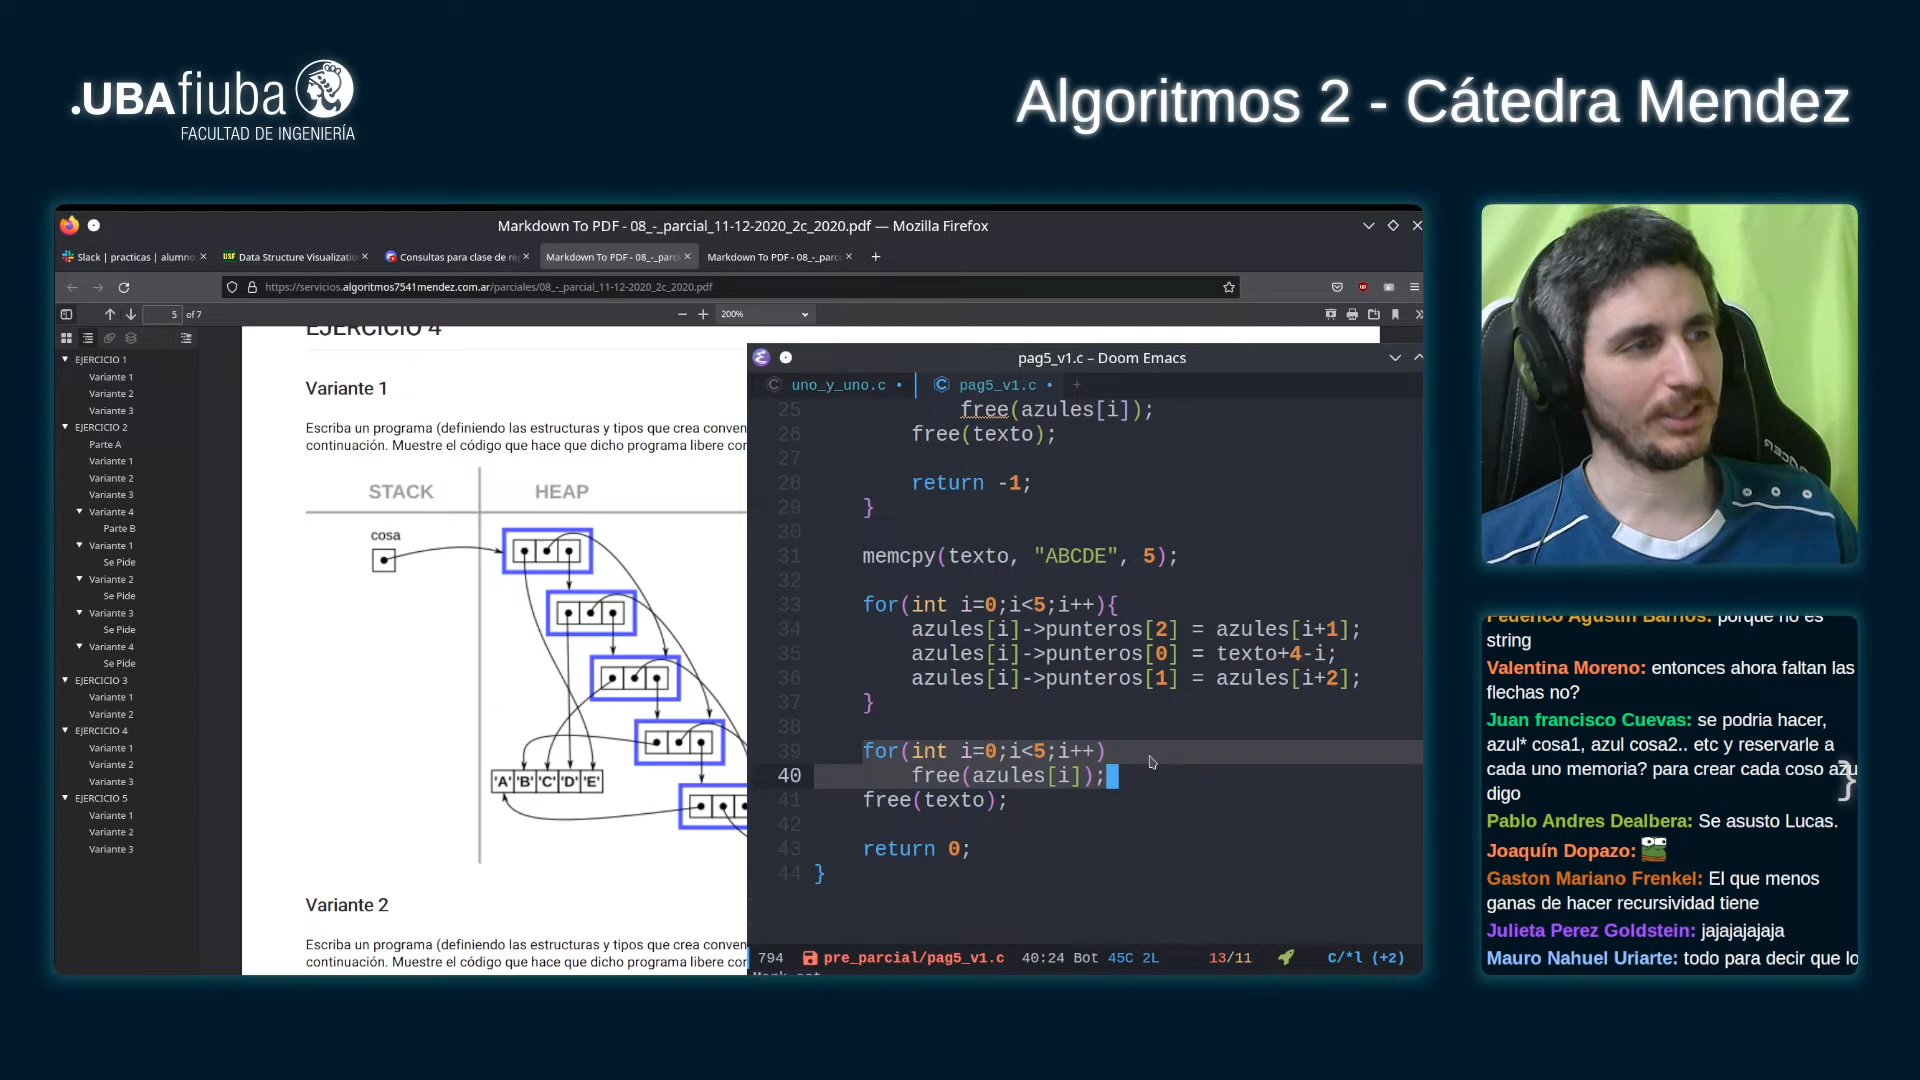 .UBAfiuba
FACULTAD DE INGENIERÍA
Algoritmos 2 - Cátedra Mendez
Markdown To PDF - 08_-_parcial_11-12-2020_2c_2020.pdf — Mozilla Firefox
Slack | practicas | alumno
USF Data Structure Visualizatio
Consultas para clase de re
Markdown To PDF - 08_-_parc
Markdown To PDF - 08_-_parc
https://servicios.algoritmos7541mendez.com.ar/parciales/08_-_parcial_11-12-2020_2c_2020.pdf
5 of 7
200%
EJERCICIO 1
Variante 1
Variante 2
Variante 3
EJERCICIO 2
Parte A
Variante 1
Variante 2
Variante 3
Variante 4
Parte B
Variante 1
Se Pide
Variante 2
Se Pide
Variante 3
Se Pide
Variante 4
Se Pide
EJERCICIO 3
Variante 1
Variante 2
EJERCICIO 4
Variante 1
Variante 2
Variante 3
EJERCICIO 5
Variante 1
Variante 2
Variante 3
EJERCICIO 4
Variante 1
Escriba un programa (definiendo las estructuras y tipos que crea conven
continuación. Muestre el código que hace que dicho programa libere cor
STACK HEAP
cosa
'A' 'B' 'C' 'D' 'E'
Variante 2
Escriba un programa (definiendo las estructuras y tipos que crea conven
continuación. Muestre el código que hace que dicho programa libere cor
pag5_v1.c – Doom Emacs
uno_y_uno.c • pag5_v1.c • +
25 free(azules[i]);
26 free(texto);
27
28 return -1;
29 }
30
31 memcpy(texto, "ABCDE", 5);
32
33 for(int i=0;i<5;i++){
34 azules[i]->punteros[2] = azules[i+1];
35 azules[i]->punteros[0] = texto+4-i;
36 azules[i]->punteros[1] = azules[i+2];
37 }
38
39 for(int i=0;i<5;i++)
40 free(azules[i]);
41 free(texto);
42
43 return 0;
44 }
794 pre_parcial/pag5_v1.c 40:24 Bot 45C 2L 13/11 C/*l (+2)
Federico Agustin Barrios: porque no es
string
Valentina Moreno: entonces ahora faltan las
flechas no?
Juan francisco Cuevas: se podria hacer,
azul* cosa1, azul cosa2.. etc y reservarle a
cada uno memoria? para crear cada coso azu
digo
Pablo Andres Dealbera: Se asusto Lucas.
Joaquín Dopazo:
Gaston Mariano Frenkel: El que menos
ganas de hacer recursividad tiene
Julieta Perez Goldstein: jajajajajaja
Mauro Nahuel Uriarte: todo para decir que lo
}